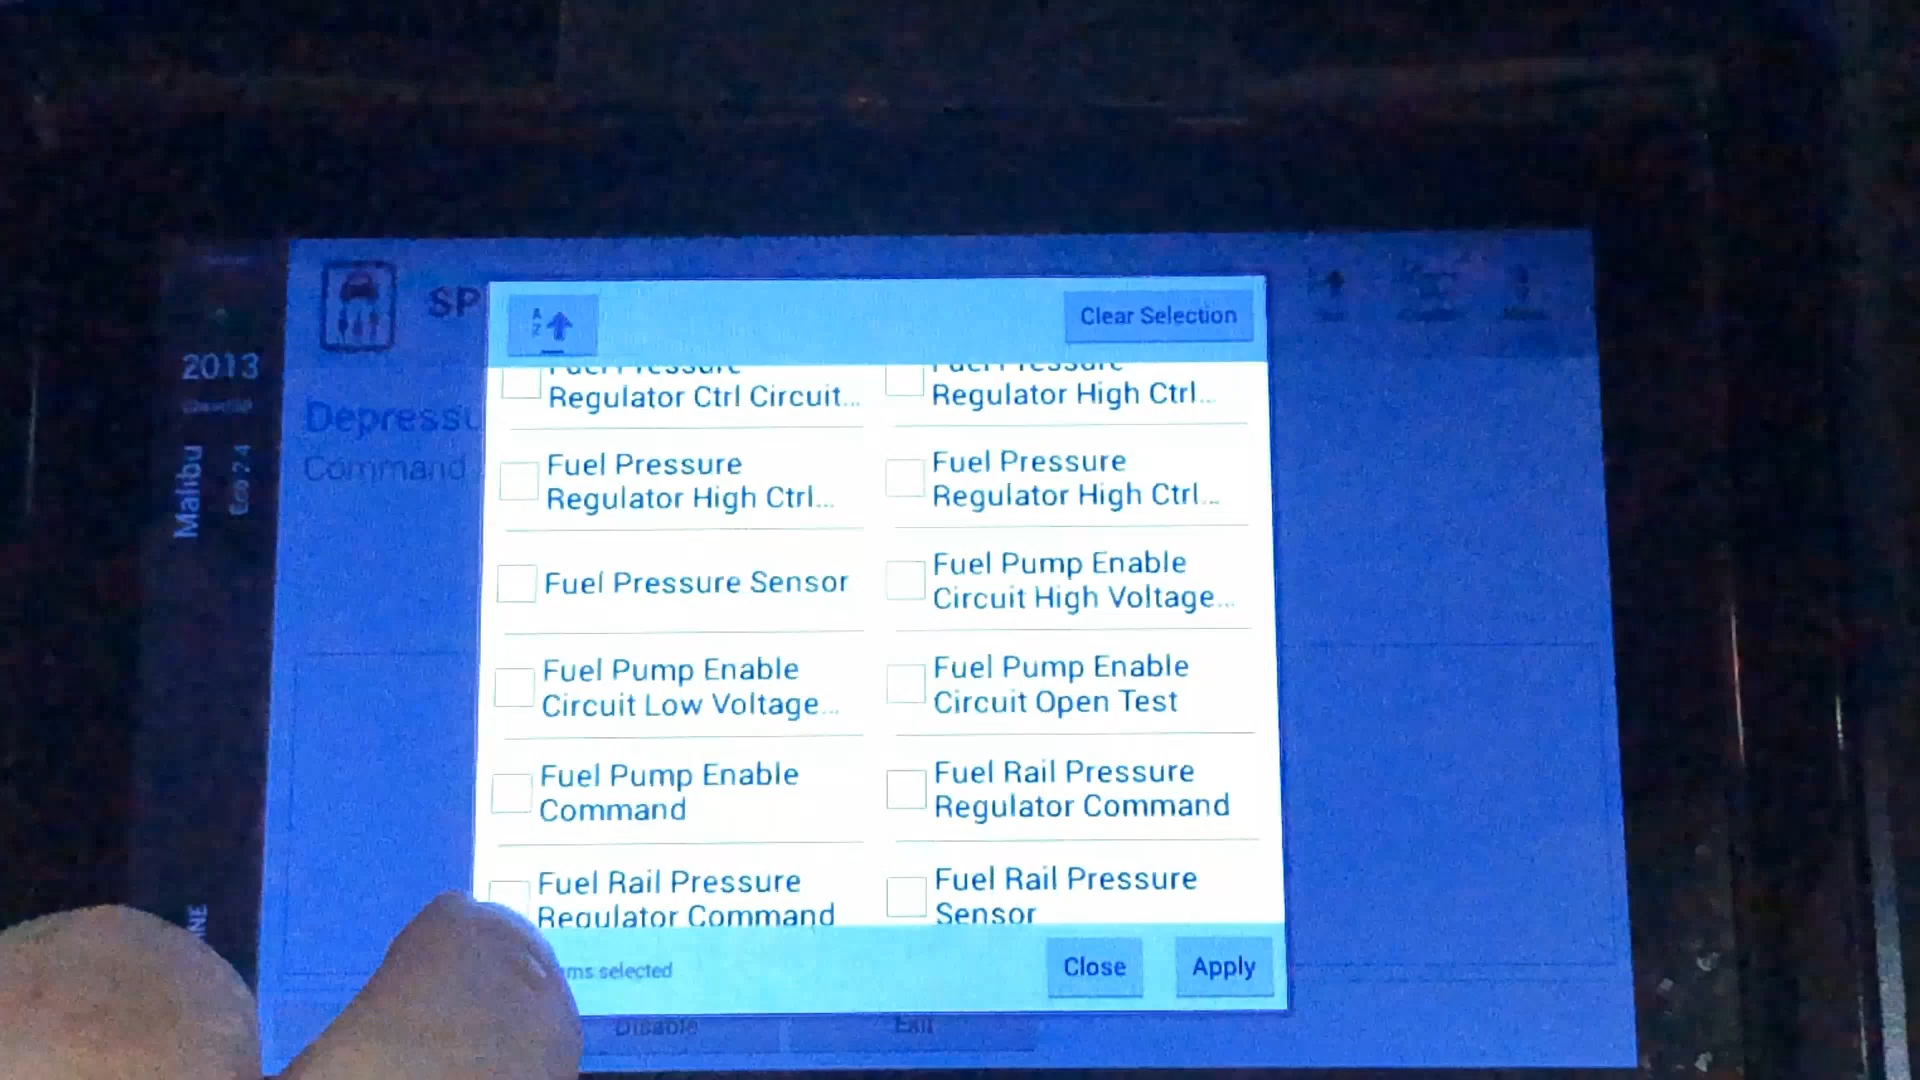 SP
Clear Selection
2013
Malibu
Depressu
Command
Regulator Ctrl Circuit...
Regulator High Ctrl...
Fuel Pressure
Regulator High Ctrl...
Fuel Pressure
Regulator High Ctrl...
Fuel Pressure Sensor
Fuel Pump Enable
Circuit High Voltage...
Fuel Pump Enable
Circuit Low Voltage...
Fuel Pump Enable
Circuit Open Test
Fuel Pump Enable
Command
Fuel Rail Pressure
Regulator Command
Fuel Rail Pressure
Regulator Command
Fuel Rail Pressure
Sensor
ms selected
Close
Apply
Disable
Exit